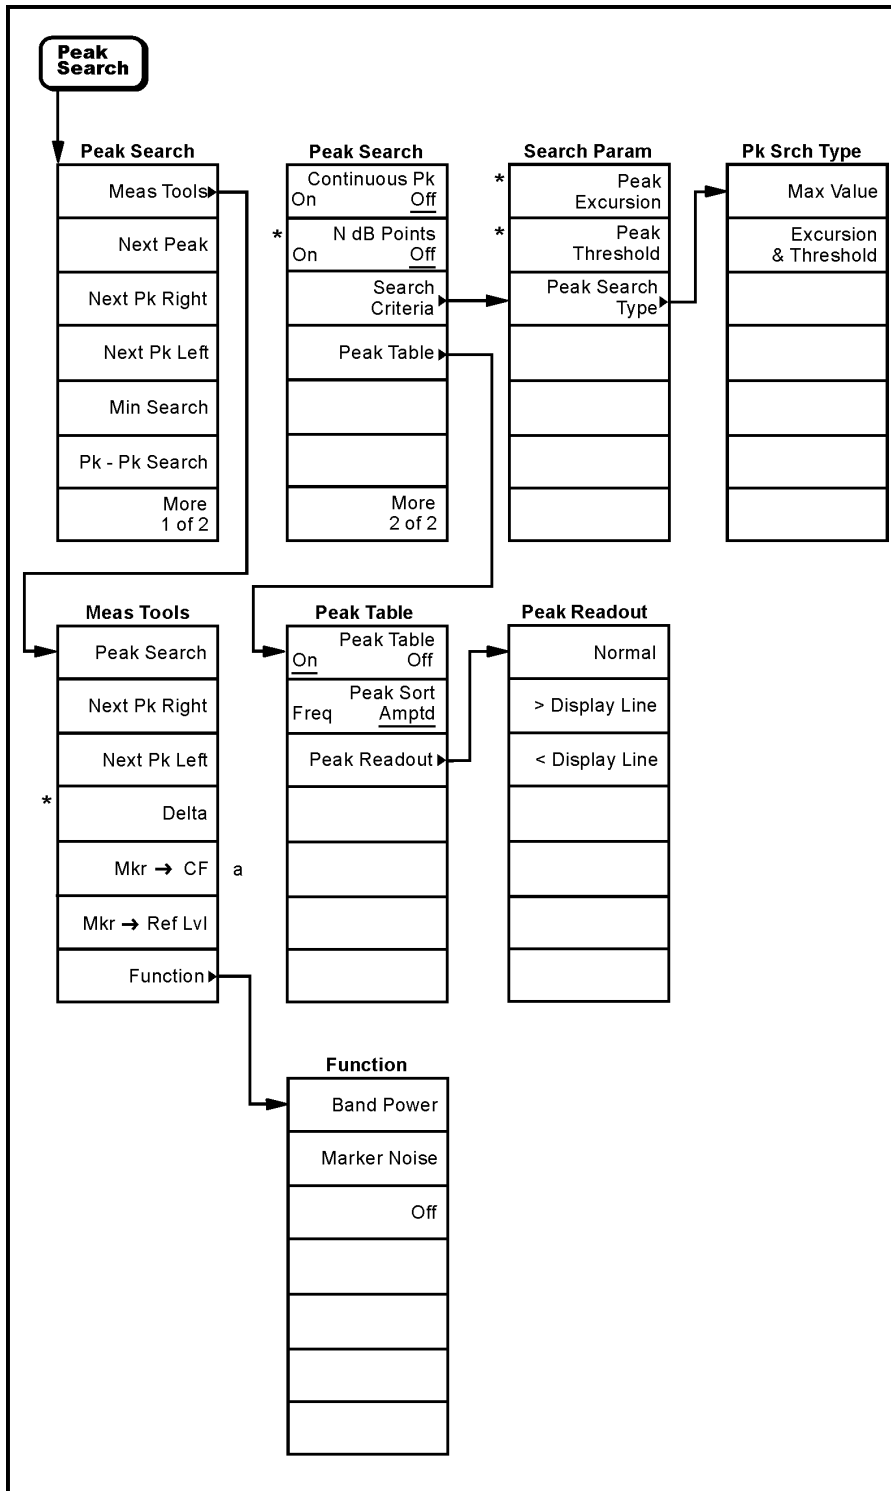 Peak
Search
Peak Search
Meas Tools
Next Peak
Next Pk Right
Next Pk Left
Min Search
Pk - Pk Search
More
1 of 2
Peak Search
Continuous Pk
On Off
* N dB Points
On Off
Search
Criteria
Peak Table
More
2 of 2
Search Param
* Peak
Excursion
* Peak
Threshold
Peak Search
Type
Pk Srch Type
Max Value
Excursion
& Threshold
Meas Tools
Peak Search
Next Pk Right
Next Pk Left
* Delta
Mkr → CF a
Mkr → Ref Lvl
Function
Peak Table
Peak Table
On Off
Peak Sort
Freq Amptd
Peak Readout
Peak Readout
Normal
> Display Line
< Display Line
Function
Band Power
Marker Noise
Off